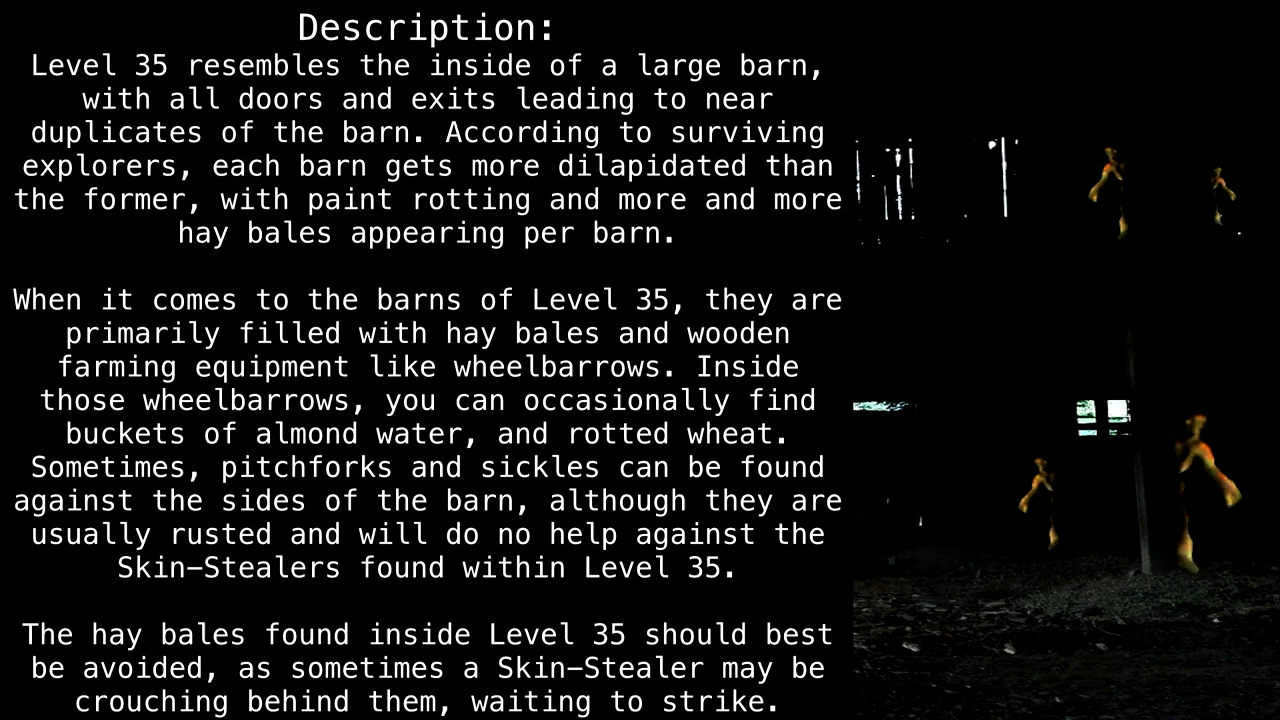 Description:
Level 35 resembles the inside of a large barn,
with all doors and exits leading to near
duplicates of the barn. According to surviving
explorers, each barn gets more dilapidated than
the former, with paint rotting and more and more
hay bales appearing per barn.
When it comes to the barns of Level 35, they are
primarily filled with hay bales and wooden
farming equipment like wheelbarrows. Inside
those wheelbarrows, you can occasionally find
buckets of almond water, and rotted wheat.
Sometimes, pitchforks and sickles can be found
against the sides of the barn, although they are
usually rusted and will do no help against the
Skin-Stealers found within Level 35.
The hay bales found inside Level 35 should best
be avoided, as sometimes a Skin-Stealer may be
crouching behind them, waiting to strike.